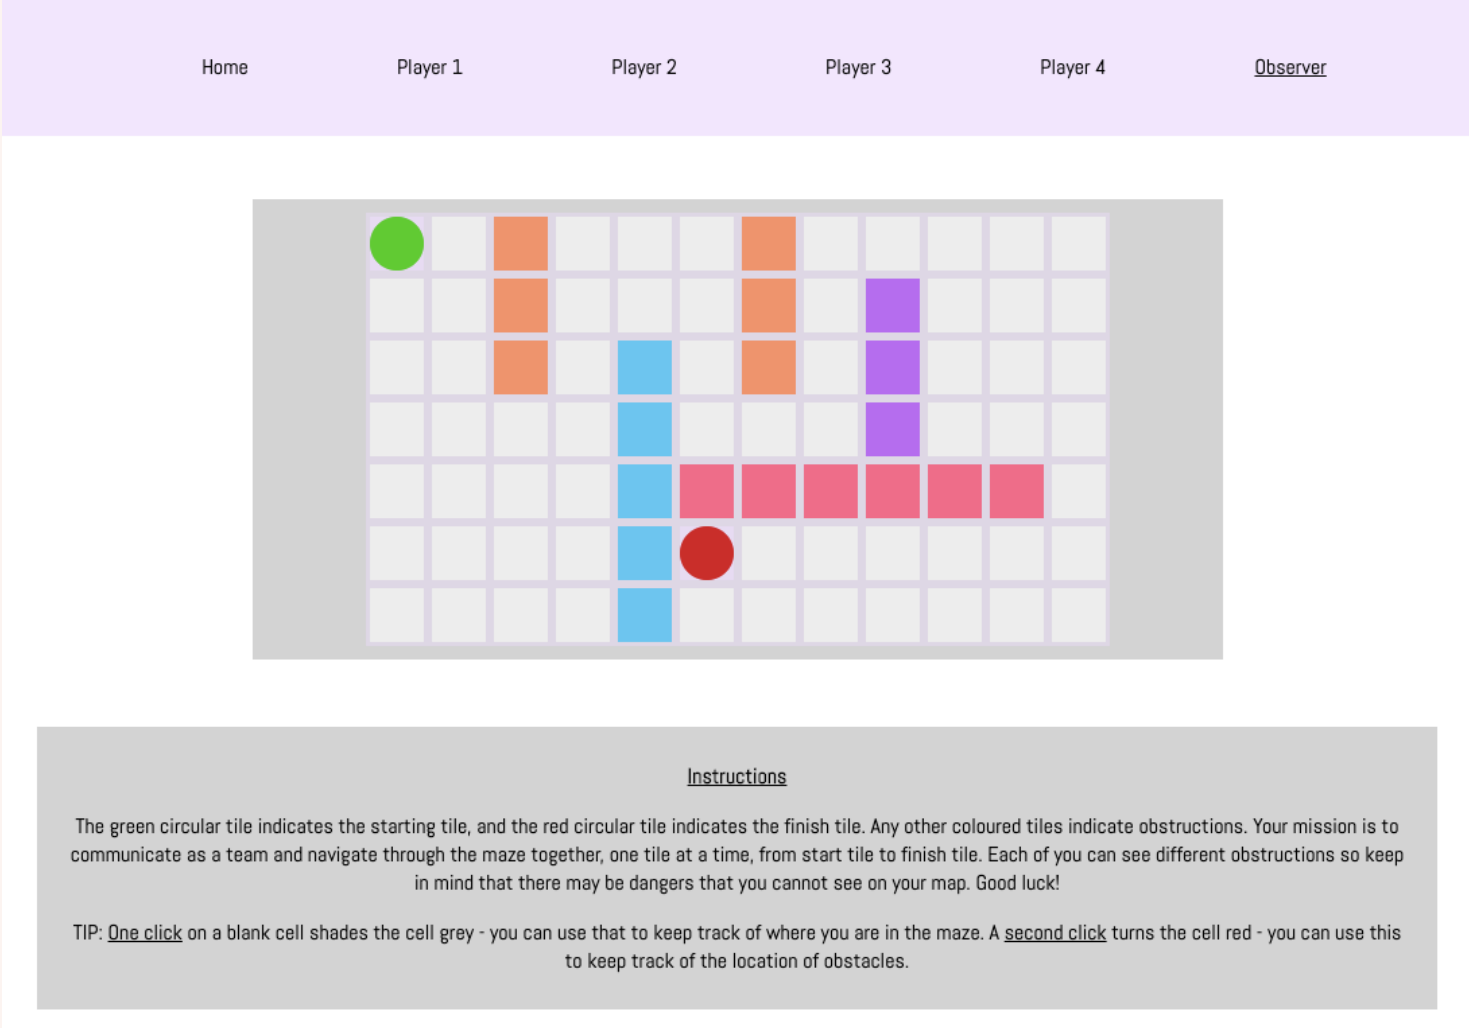 Home Player 1 Player 2 Player 3 Player 4 Observer
Instructions
The green circular tile indicates the starting tile, and the red circular tile indicates the finish tile. Any other coloured tiles indicate obstructions. Your mission is to
communicate as a team and navigate through the maze together, one tile at a time, from start tile to finish tile. Each of you can see different obstructions so keep
in mind that there may be dangers that you cannot see on your map. Good luck!
TIP: One click on a blank cell shades the cell grey - you can use that to keep track of where you are in the maze. A second click turns the cell red - you can use this
to keep track of the location of obstacles.